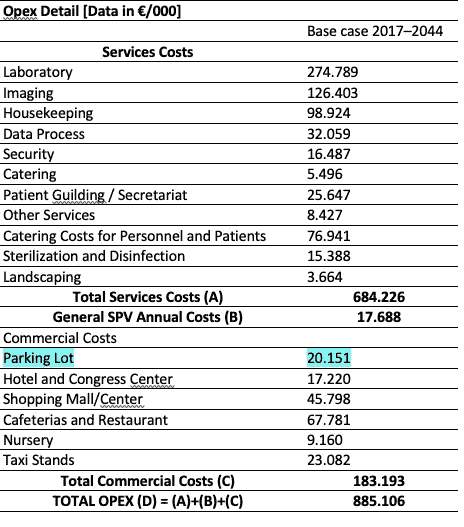 Opex Detail [Data in €/000]
Base case 2017–2044
Services Costs
Laboratory 274.789
Imaging 126.403
Housekeeping 98.924
Data Process 32.059
Security 16.487
Catering 5.496
Patient Guilding / Secretariat 25.647
Other Services 8.427
Catering Costs for Personnel and Patients 76.941
Sterilization and Disinfection 15.388
Landscaping 3.664
Total Services Costs (A) 684.226
General SPV Annual Costs (B) 17.688
Commercial Costs
Parking Lot 20.151
Hotel and Congress Center 17.220
Shopping Mall/Center 45.798
Cafeterias and Restaurant 67.781
Nursery 9.160
Taxi Stands 23.082
Total Commercial Costs (C) 183.193
TOTAL OPEX (D) = (A)+(B)+(C) 885.106